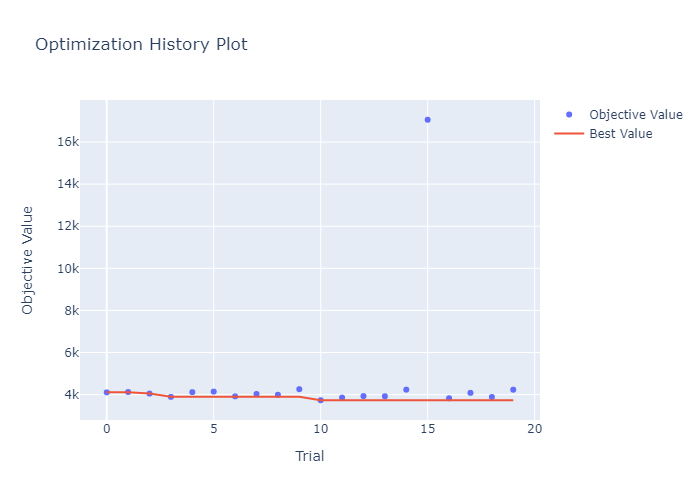 Optimization History Plot
Objective Value
Best Value
16k
14k
12k
10k
8k
6k
4k
Objective Value
0 5 10 15 20
Trial